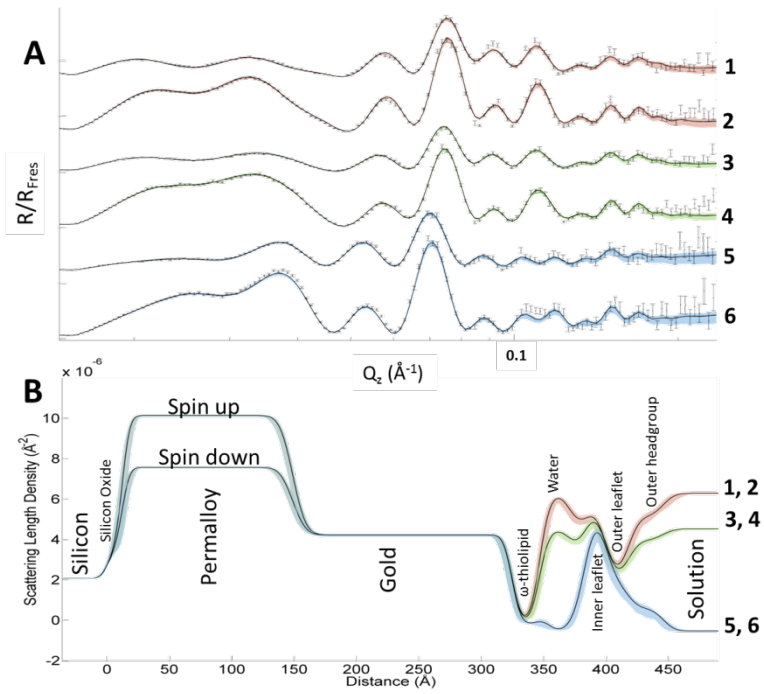 A
R/R_Fres
1
2
3
4
5
6
0.1
Q_z (Å⁻¹)
B
x 10⁻⁶
Scattering Length Density (Å⁻²)
10
8
6
4
2
0
-2
Silicon
Silicon Oxide
Spin up
Spin down
Permalloy
Gold
ω-thiolipid
Water
Inner leaflet
Outer leaflet
Outer headgroup
Solution
1, 2
3, 4
5, 6
0 50 100 150 200 250 300 350 400 450
Distance (Å)